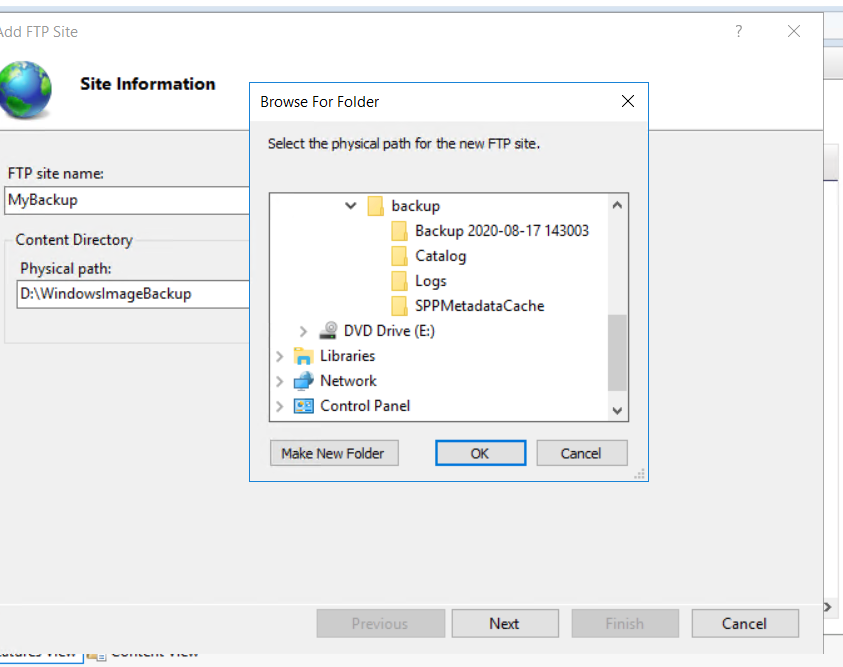 Add FTP Site
?
Site Information
Browse For Folder
Select the physical path for the new FTP site.
FTP site name:
MyBackup
Content Directory
Physical path:
D:\WindowsImageBackup
backup
Backup 2020-08-17 143003
Catalog
Logs
SPPMetadataCache
DVD Drive (E:)
Libraries
Network
Control Panel
Make New Folder
OK
Cancel
Previous
Next
Finish
Cancel
Content View